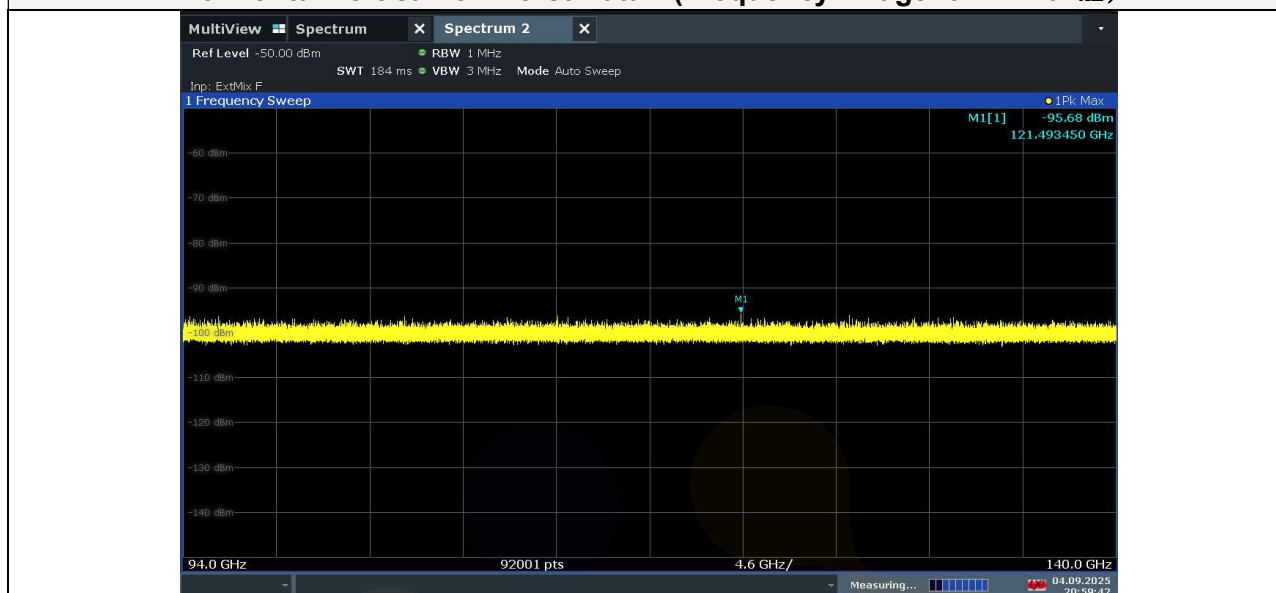 MultiView Spectrum X Spectrum 2 X
Ref Level -50.00 dBm RBW 1 MHz
SWT 184 ms VBW 3 MHz Mode Auto Sweep
Inp: ExtMix F
1 Frequency Sweep 1Pk Max
M1[1] -95.68 dBm
121.493450 GHz
-60 dBm
-70 dBm
-80 dBm
-90 dBm
M1
-100 dBm
-110 dBm
-120 dBm
-130 dBm
-140 dBm
94.0 GHz 92001 pts 4.6 GHz/ 140.0 GHz
Measuring... 04.09.2025
20:59:42